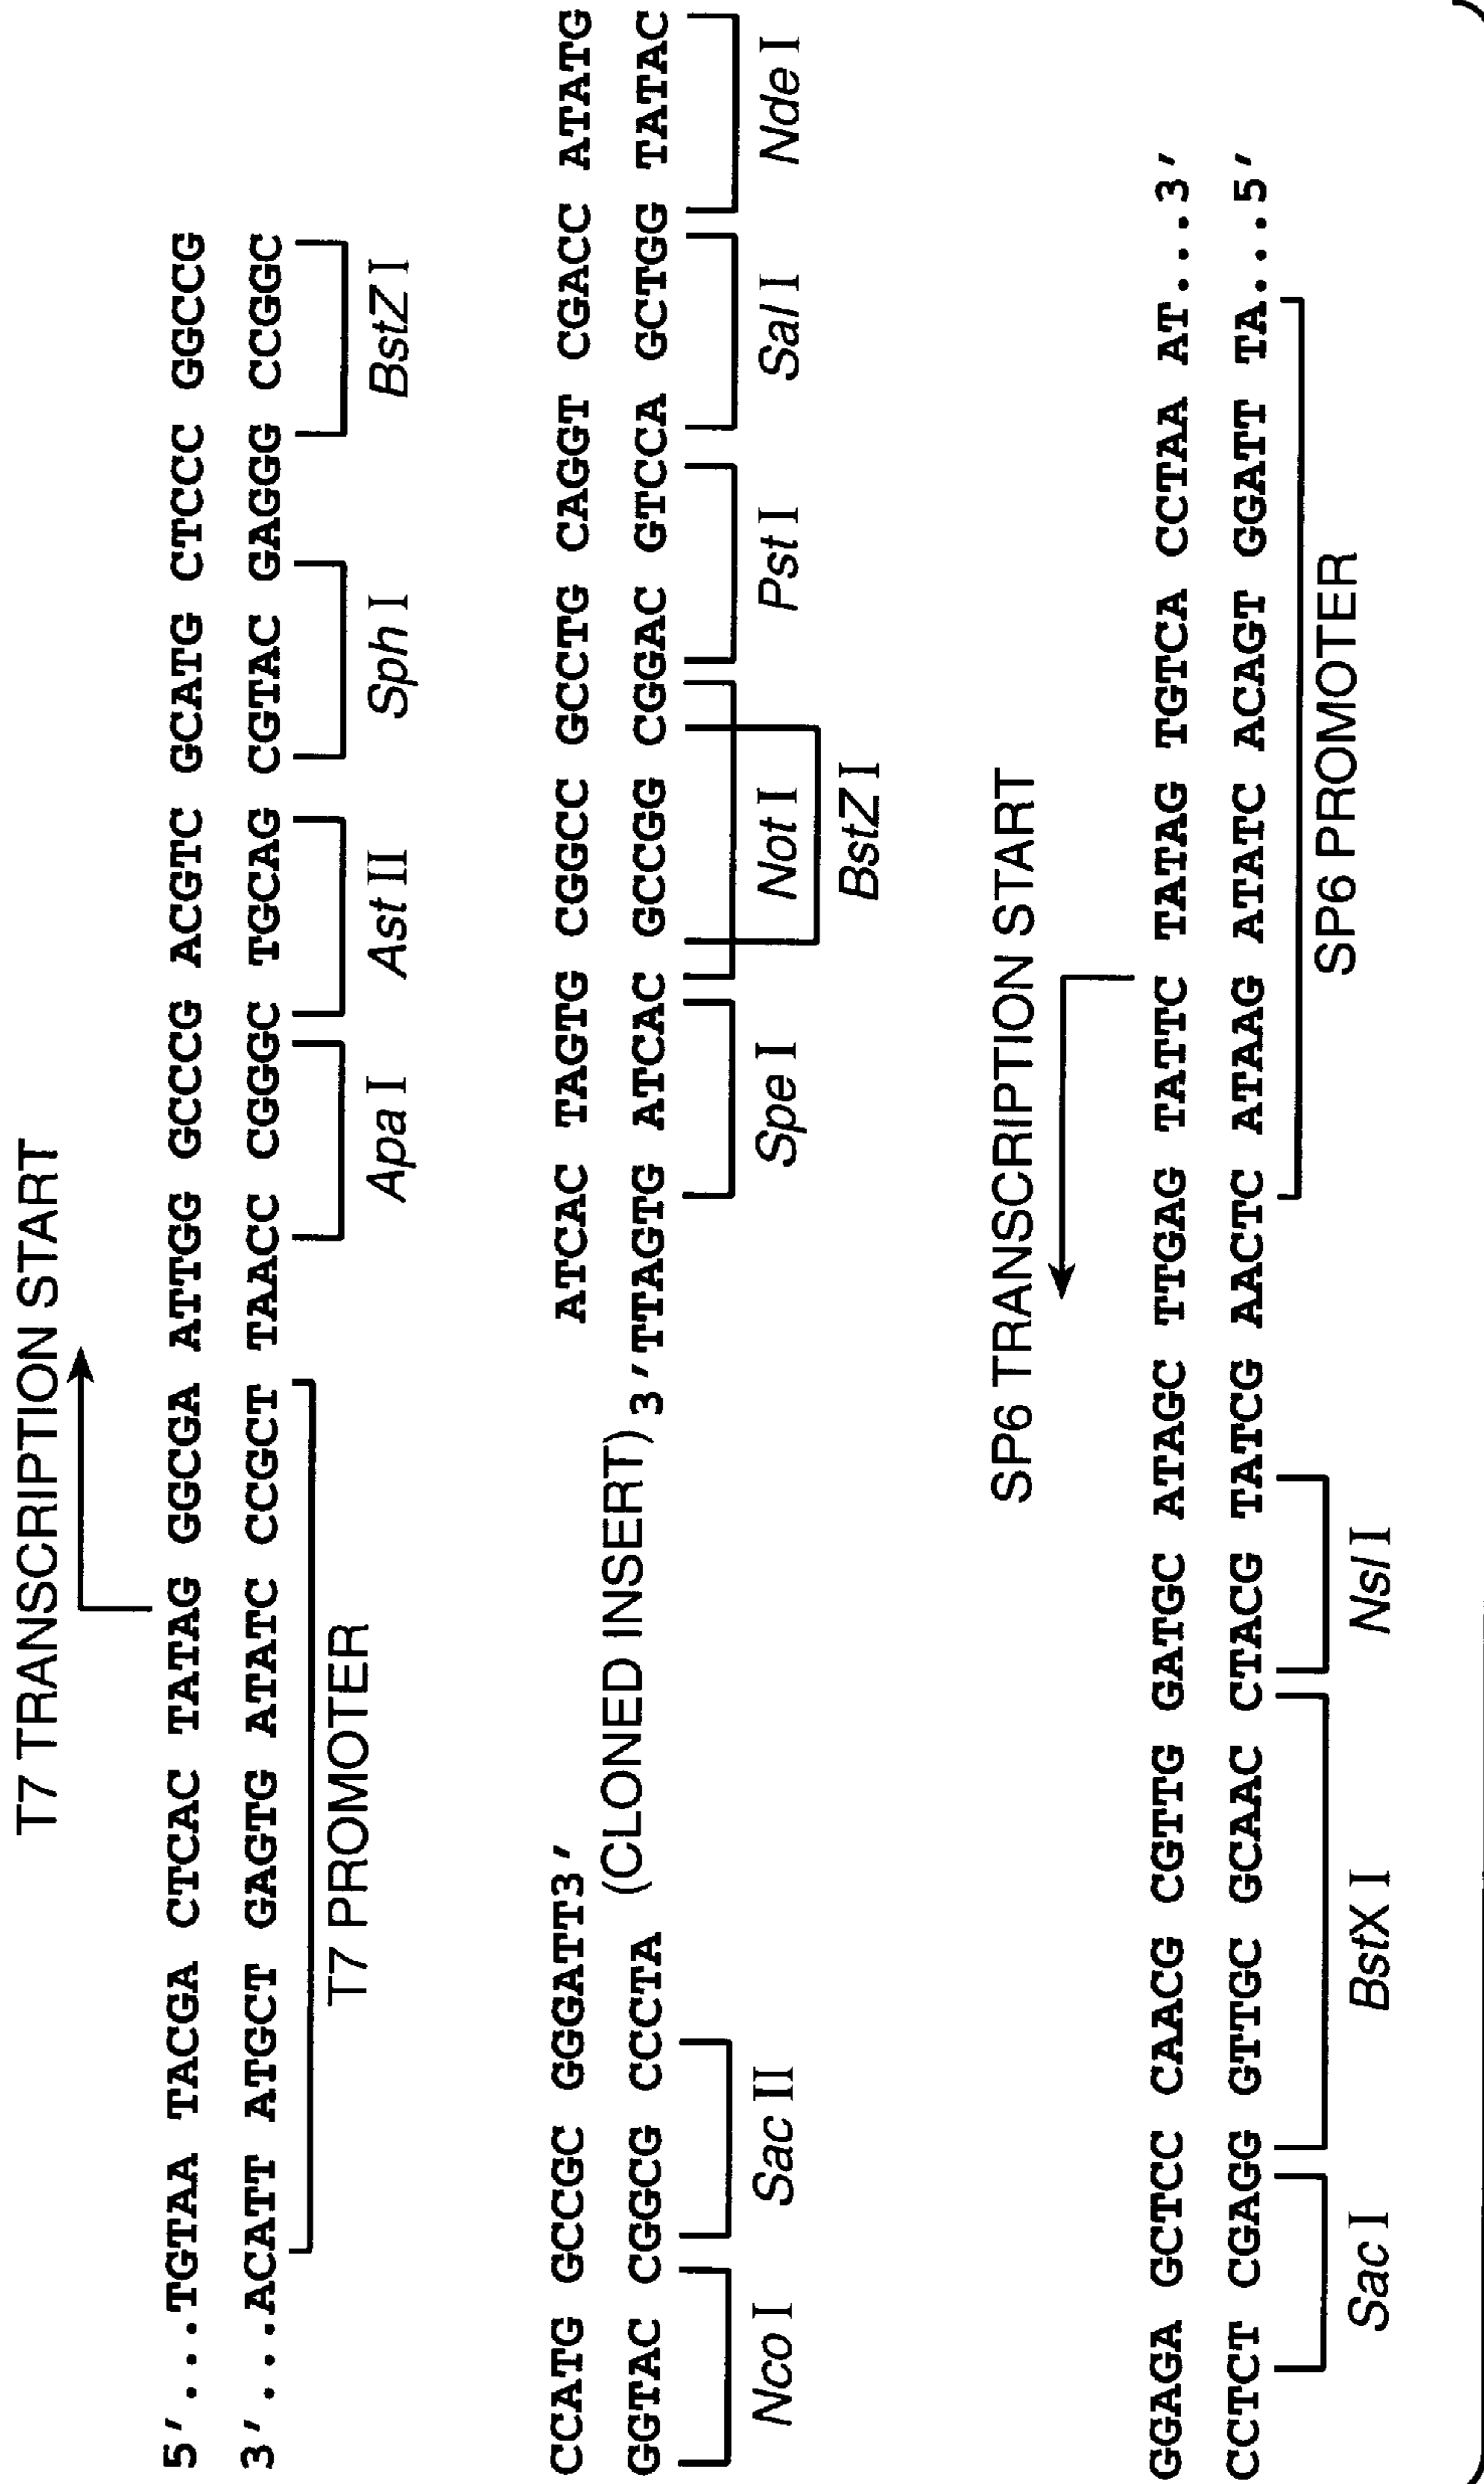 T7 TRANSCRIPTION START
5'...TGTAA TACGA CTCAC TATAG GGCGA ATTGG GCCCG ACGTC GCATG CTCCC GGCCG
3'...ACATT ATGCT GAGTG ATATC CCGCT TAACC CGGGC TGCAG CGTAC GAGGG CCGGC
T7 PROMOTER Apa I Ast II Sph I BstZ I
CCATG GCCGC GGGATT3' ATCAC TAGTG CGGCC GCCTG CAGGT CGACC ATATG
(CLONED INSERT)
GGTAC CGGCG CCCTA 3'TTAGTG ATCAC GCCGG CGGAC GTCCA GCTGG TATAC
Nco I Sac II Spe I Not I Pst I Sal I Nde I
BstZ I
SP6 TRANSCRIPTION START
GGAGA GCTCC CAACG CGTTG GATGC ATAGC TTGAG TATTC TATAG TGTCA CCTAA AT...3'
CCTCT CGAGG GTTGC GCAAC CTACG TATCG AACTC ATAAG ATATC ACAGT GGATT TA...5'
Sac I BstX I Nsl I SP6 PROMOTER